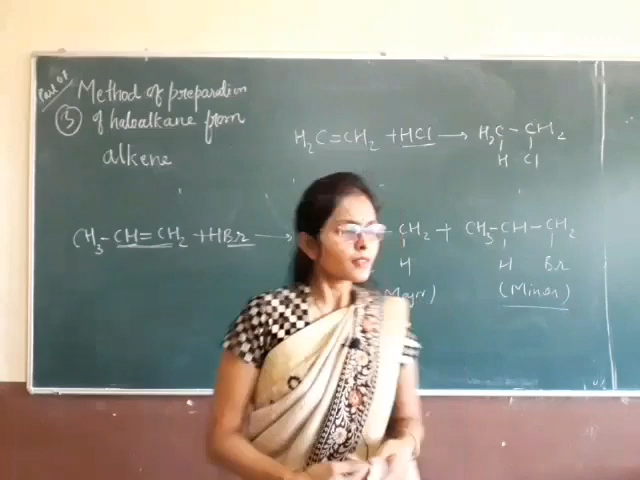 Part 08
Method of preparation
③ of haloalkane from
alkene
H₂C=CH₂ + HCl → H₂C-CH₂
H Cl
CH₃-CH=CH₂ + HBr → CH₂ + CH₃-CH-CH₂
H H Br
Major) (Minor)